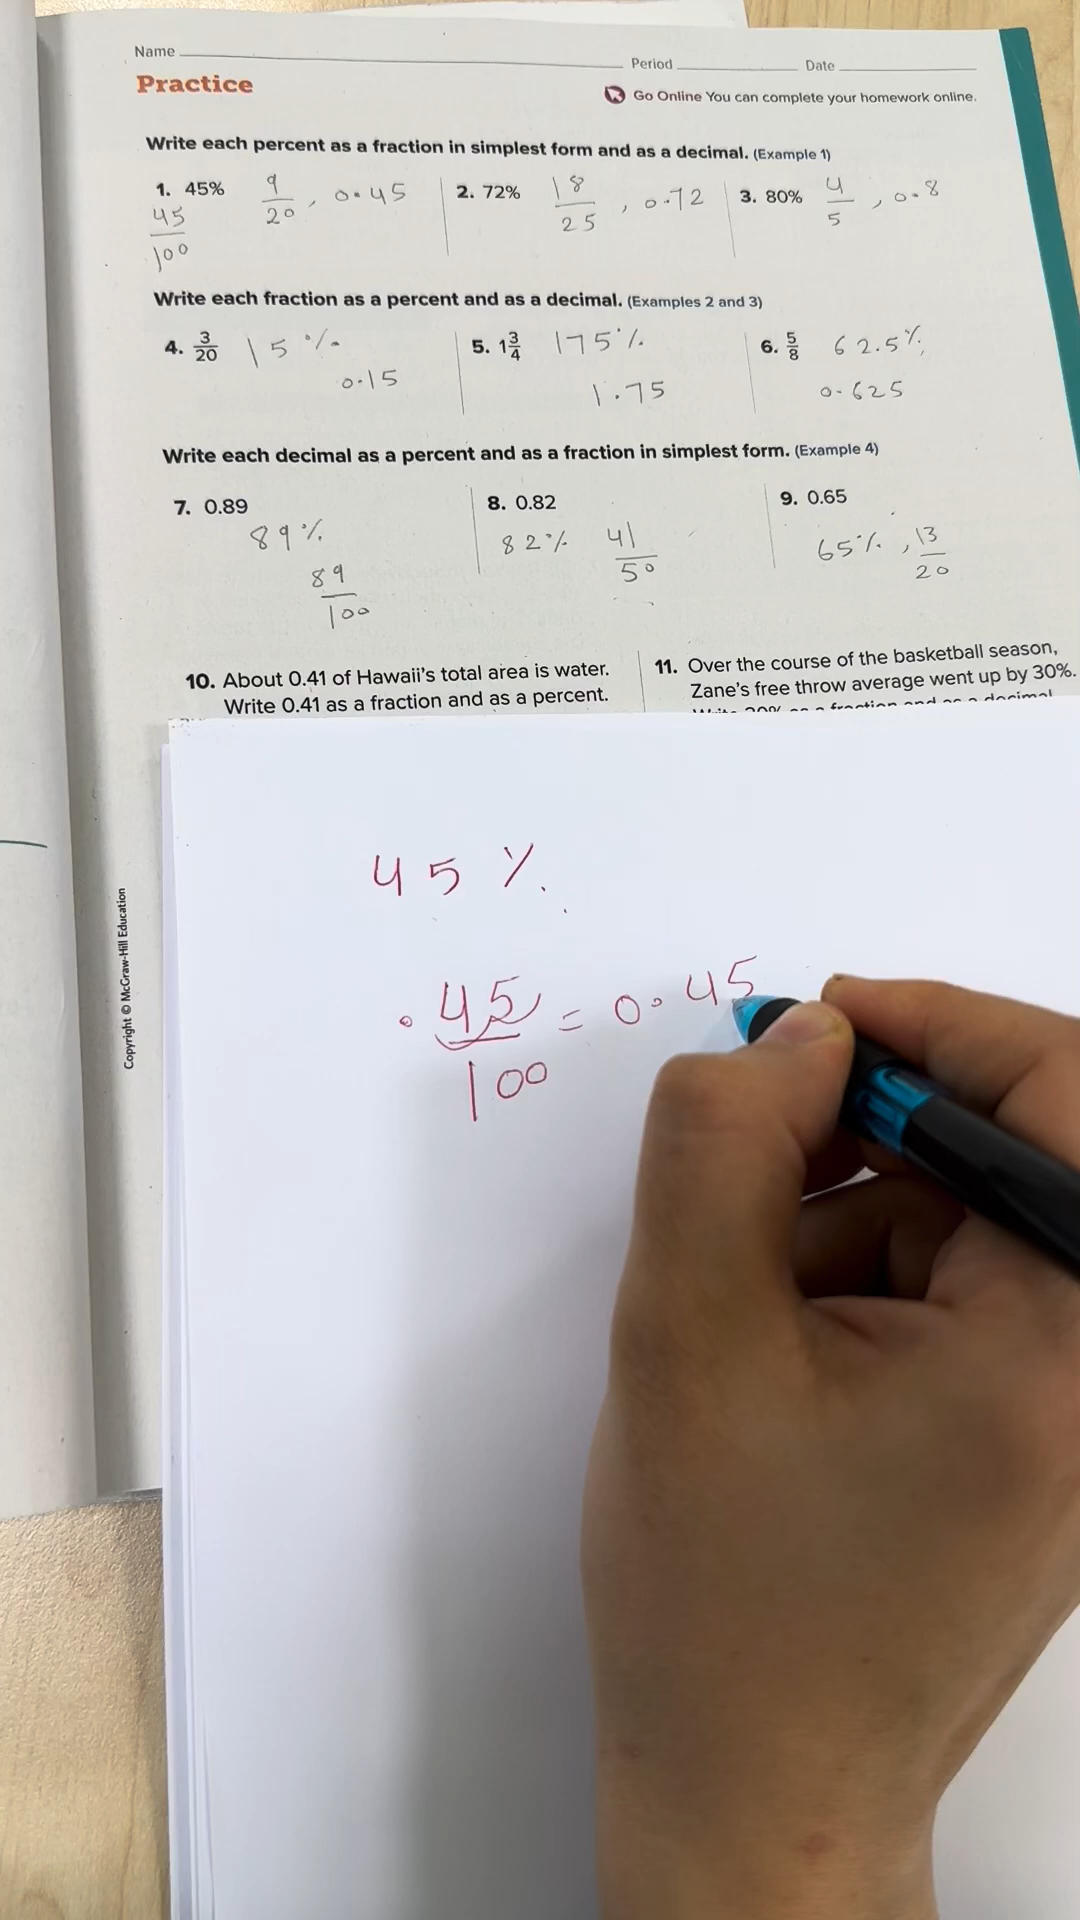 Name
Period
Date
Practice
Go Online You can complete your homework online.
Write each percent as a fraction in simplest form and as a decimal. (Example 1)
1. 45% 9/20, 0.45
45/100
2. 72% 18/25, 0.72
3. 80% 4/5, 0.8
Write each fraction as a percent and as a decimal. (Examples 2 and 3)
4. 3/20 15%
0.15
5. 1 3/4 175%
1.75
6. 5/8 62.5%,
0.625
Write each decimal as a percent and as a fraction in simplest form. (Example 4)
7. 0.89
89%
89/100
8. 0.82
82% 41/50
9. 0.65
65%, 13/20
10. About 0.41 of Hawaii's total area is water.
Write 0.41 as a fraction and as a percent.
11. Over the course of the basketball season,
Zane's free throw average went up by 30%.
Write 30% as a fraction and as a decimal
45%
.45/100 = 0.45
Copyright © McGraw-Hill Education